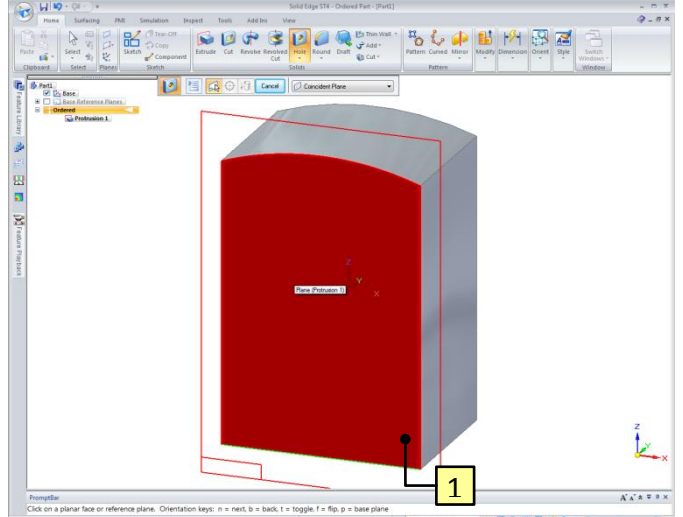 Solid Edge ST4 - Ordered Part - [Part1]
Home Surfacing PMI Simulation Inspect Tools Add Ins View
Paste
Select
Sketch
Tear-Off
Copy
Component
Extrude Cut Revolve Revolved Cut Hole Round Draft
Thin Wall
Add
Cut
Pattern Curved Mirror
Modify Dimension Orient Style Switch Windows
Clipboard Select Planes Sketch Solids Pattern Window
Cancel Coincident Plane
Part1
Base
Base Reference Planes
Ordered
Protrusion 1
Feature Library
Feature Playback
Z
Y
X
Plane (Protrusion 1)
1
Z
Y
X
PromptBar
Click on a planar face or reference plane. Orientation keys: n = next, b = back, t = toggle, f = flip, p = base plane